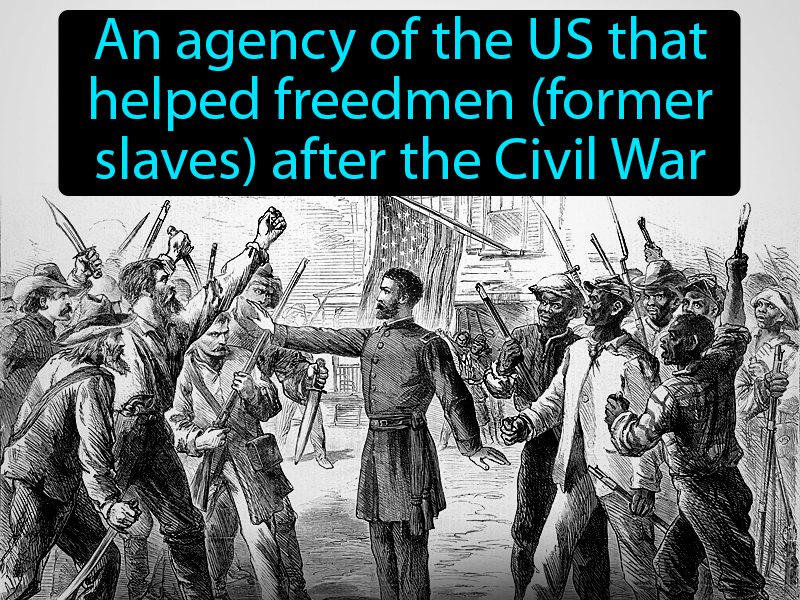 An agency of the US that
helped freedmen (former
slaves) after the Civil War